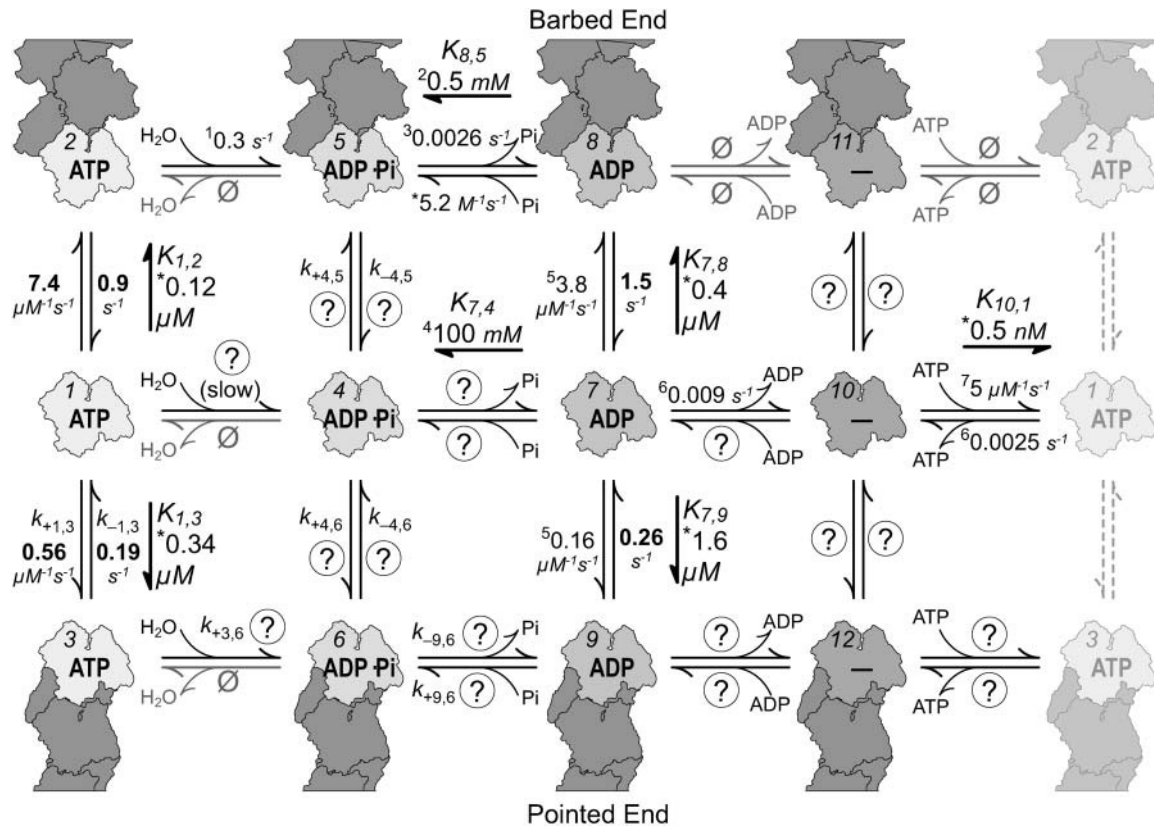 Barbed End
K8,5
²0.5 mM
2
ATP
H₂O
¹0.3 s⁻¹
H₂O
Ø
5
ADP-Pi
³0.0026 s⁻¹
Pi
*5.2 M⁻¹s⁻¹
Pi
8
ADP
Ø
ADP
Ø
ADP
11
–
ATP
Ø
ATP
Ø
2
ATP
7.4
µM⁻¹s⁻¹
0.9
s⁻¹
K1,2
*0.12
µM
k+4,5
?
k−4,5
?
K7,4
⁴100 mM
⁵3.8
µM⁻¹s⁻¹
1.5
s⁻¹
K7,8
*0.4
µM
?
?
K10,1
*0.5 nM
1
ATP
H₂O
?
(slow)
H₂O
Ø
4
ADP-Pi
?
Pi
?
Pi
7
ADP
⁶0.009 s⁻¹
ADP
?
ADP
10
–
ATP
⁷5 µM⁻¹s⁻¹
ATP
⁶0.0025 s⁻¹
1
ATP
k+1,3
0.56
µM⁻¹s⁻¹
k−1,3
0.19
s⁻¹
K1,3
*0.34
µM
k+4,6
?
k−4,6
?
⁵0.16
µM⁻¹s⁻¹
0.26
s⁻¹
K7,9
*1.6
µM
?
?
3
ATP
H₂O
k+3,6
?
H₂O
Ø
6
ADP-Pi
k−9,6
?
Pi
k+9,6
?
Pi
9
ADP
?
ADP
?
ADP
12
–
ATP
?
ATP
?
3
ATP
Pointed End